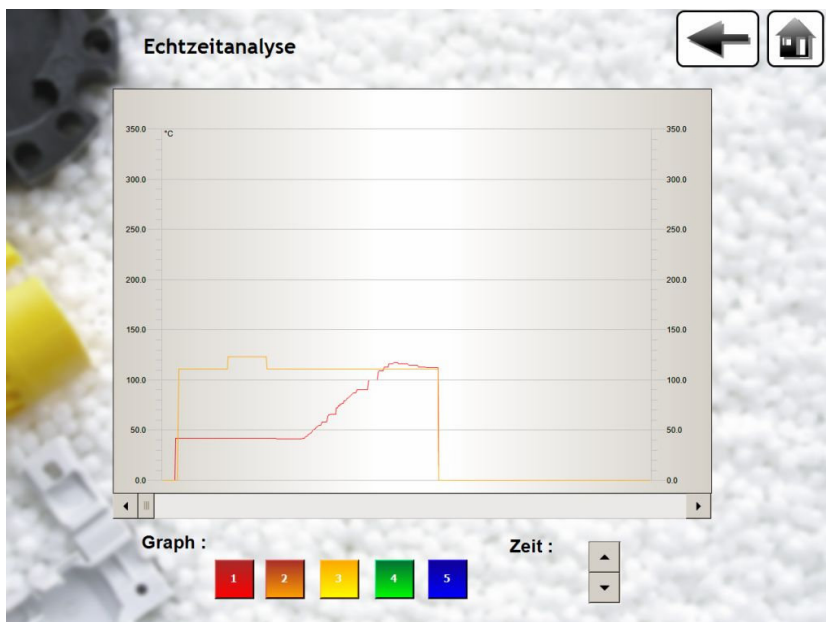 Echtzeitanalyse
°C
350.0 350.0
300.0 300.0
250.0 250.0
200.0 200.0
150.0 150.0
100.0 100.0
50.0 50.0
0.0 0.0
Graph :
Zeit :
1 2 3 4 5